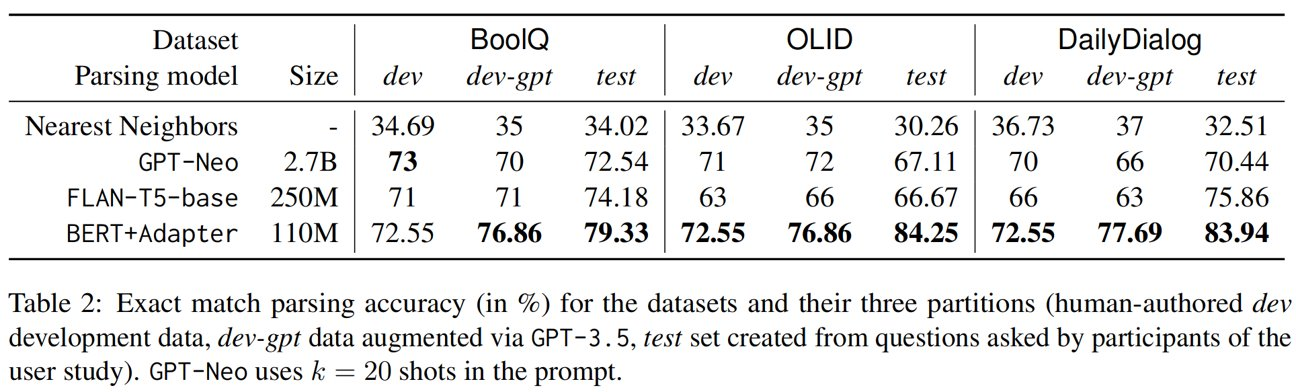 Dataset BoolQ OLID DailyDialog
Parsing model Size dev dev-gpt test dev dev-gpt test dev dev-gpt test
Nearest Neighbors - 34.69 35 34.02 33.67 35 30.26 36.73 37 32.51
GPT-Neo 2.7B 73 70 72.54 71 72 67.11 70 66 70.44
FLAN-T5-base 250M 71 71 74.18 63 66 66.67 66 63 75.86
BERT+Adapter 110M 72.55 76.86 79.33 72.55 76.86 84.25 72.55 77.69 83.94
Table 2: Exact match parsing accuracy (in %) for the datasets and their three partitions (human-authored dev
development data, dev-gpt data augmented via GPT-3.5, test set created from questions asked by participants of the
user study). GPT-Neo uses k = 20 shots in the prompt.